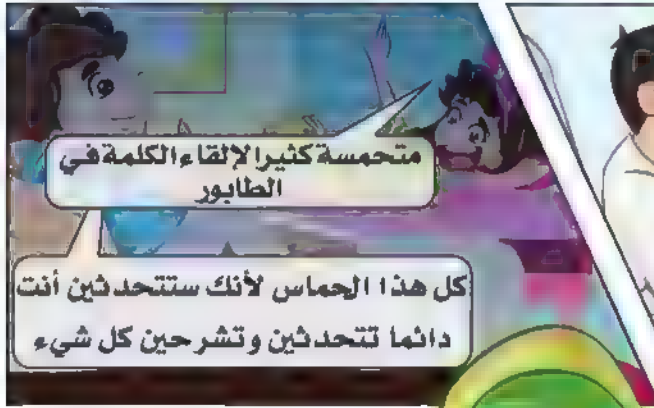 متحمسة كثيرا لإلقاء الكلمة في
الطابور
كل هذا الحماس لأنك ستتحدثين أنت
دائما تتحدثين وتشرحين كل شيء